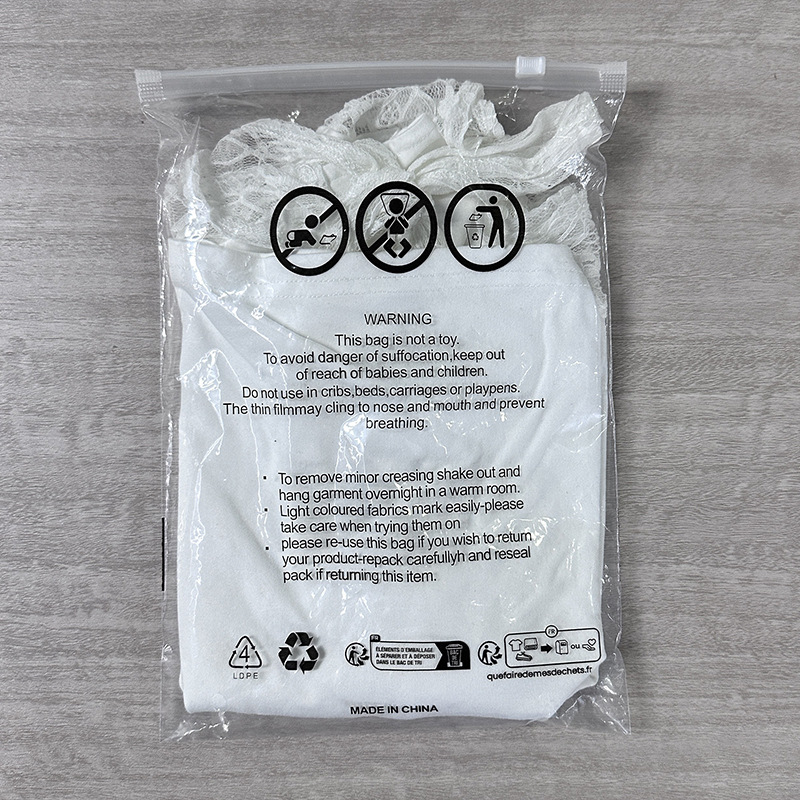 WARNING
This bag is not a toy.
To avoid danger of suffocation,keep out
of reach of babies and children.
Do not use in cribs,beds,carriages or playpens.
The thin filmmay cling to nose and mouth and prevent
breathing.
· To remove minor creasing shake out and
hang garment overnight in a warm room.
· Light coloured fabrics mark easily-please
take care when trying them on
· please re-use this bag if you wish to return
your product-repack carefullyh and reseal
pack if returning this item.
4
LDPE
FR
ÉLÉMENTS D'EMBALLAGE
À SÉPARER ET À DÉPOSER
DANS LE BAC DE TRI
BAC
DE
TRI
FR
ou
quefairedemesdechets.fr
MADE IN CHINA